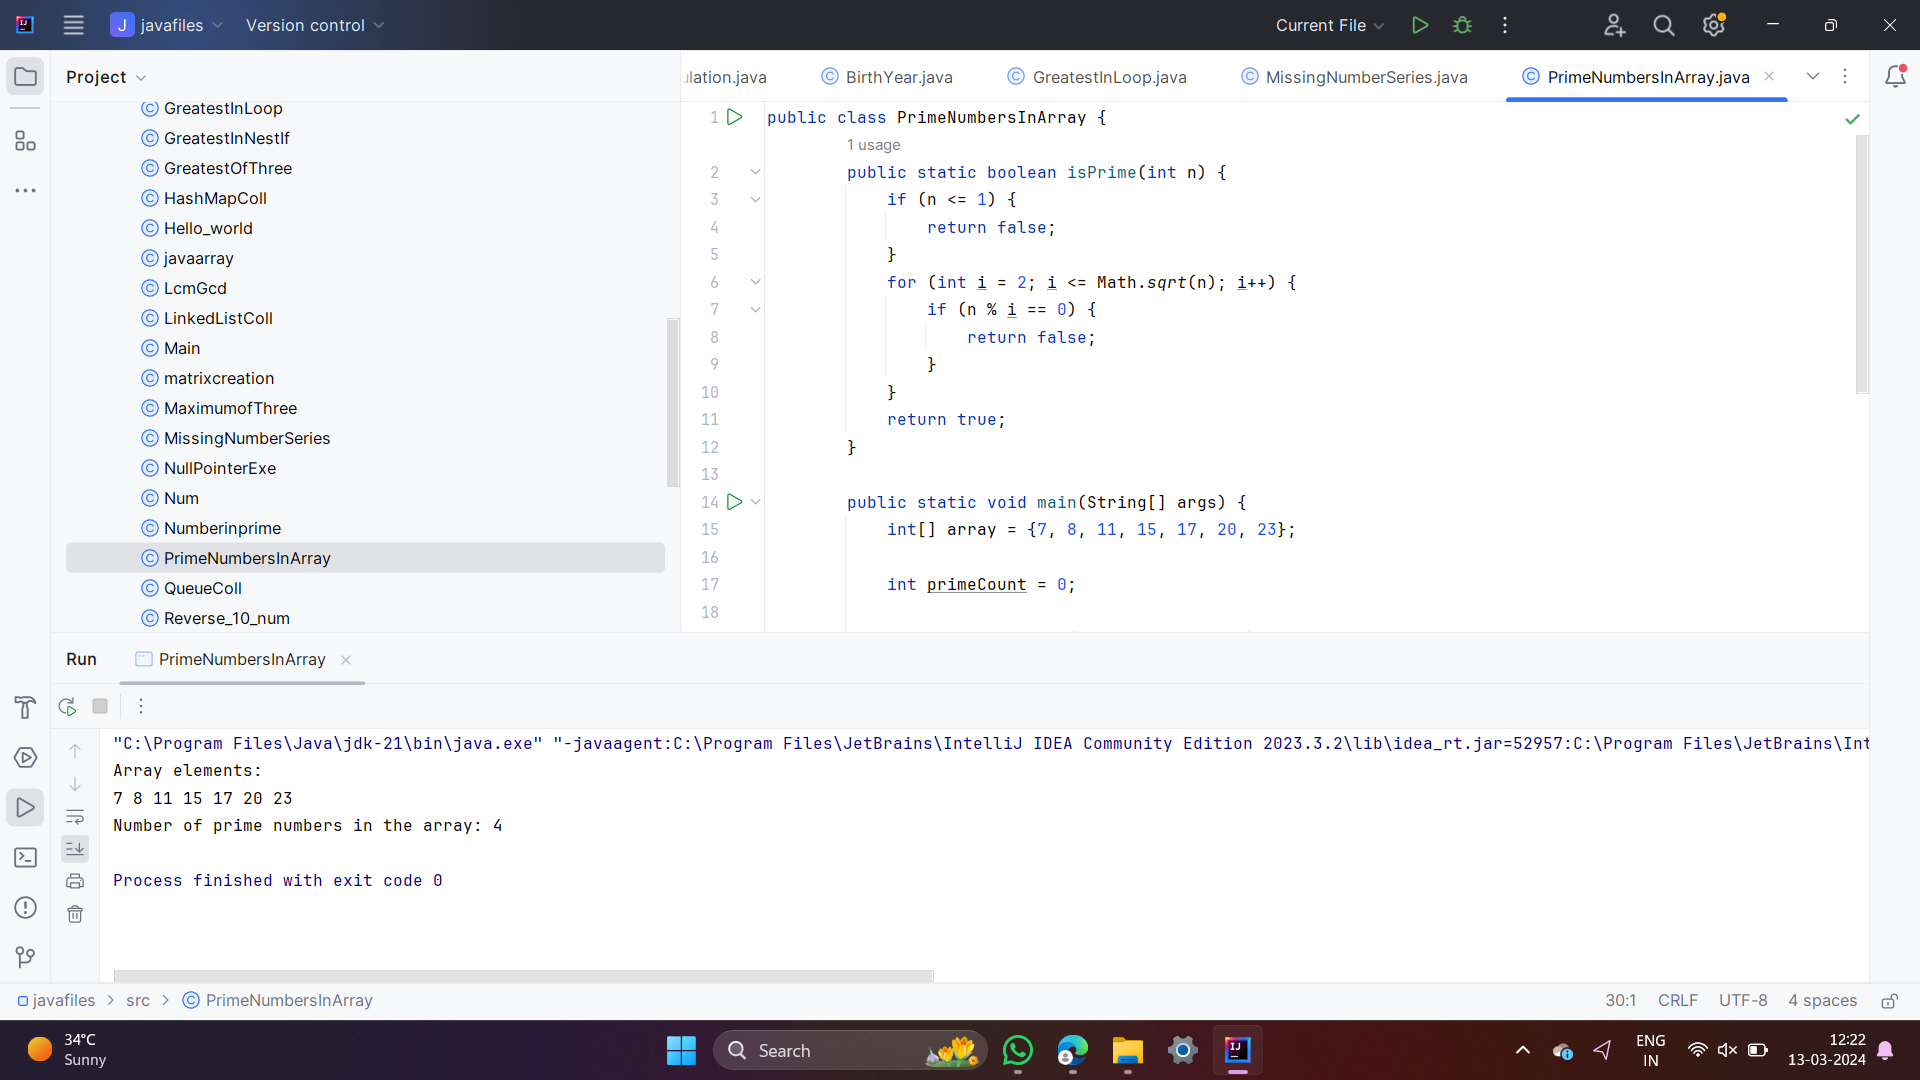 J javafiles Version control Current File
Project
GreatestInLoop
GreatestInNestIf
GreatestOfThree
HashMapColl
Hello_world
javaarray
LcmGcd
LinkedListColl
Main
matrixcreation
MaximumofThree
MissingNumberSeries
NullPointerExe
Num
Numberinprime
PrimeNumbersInArray
QueueColl
Reverse_10_num
ulation.java BirthYear.java GreatestInLoop.java MissingNumberSeries.java PrimeNumbersInArray.java
1 public class PrimeNumbersInArray {
1 usage
2 public static boolean isPrime(int n) {
3 if (n <= 1) {
4 return false;
5 }
6 for (int i = 2; i <= Math.sqrt(n); i++) {
7 if (n % i == 0) {
8 return false;
9 }
10 }
11 return true;
12 }
13
14 public static void main(String[] args) {
15 int[] array = {7, 8, 11, 15, 17, 20, 23};
16
17 int primeCount = 0;
18
Run PrimeNumbersInArray
"C:\Program Files\Java\jdk-21\bin\java.exe" "-javaagent:C:\Program Files\JetBrains\IntelliJ IDEA Community Edition 2023.3.2\lib\idea_rt.jar=52957:C:\Program Files\JetBrains\Int
Array elements:
7 8 11 15 17 20 23
Number of prime numbers in the array: 4
Process finished with exit code 0
javafiles > src > PrimeNumbersInArray 30:1 CRLF UTF-8 4 spaces
34°C
Sunny
Search
ENG
IN
12:22
13-03-2024